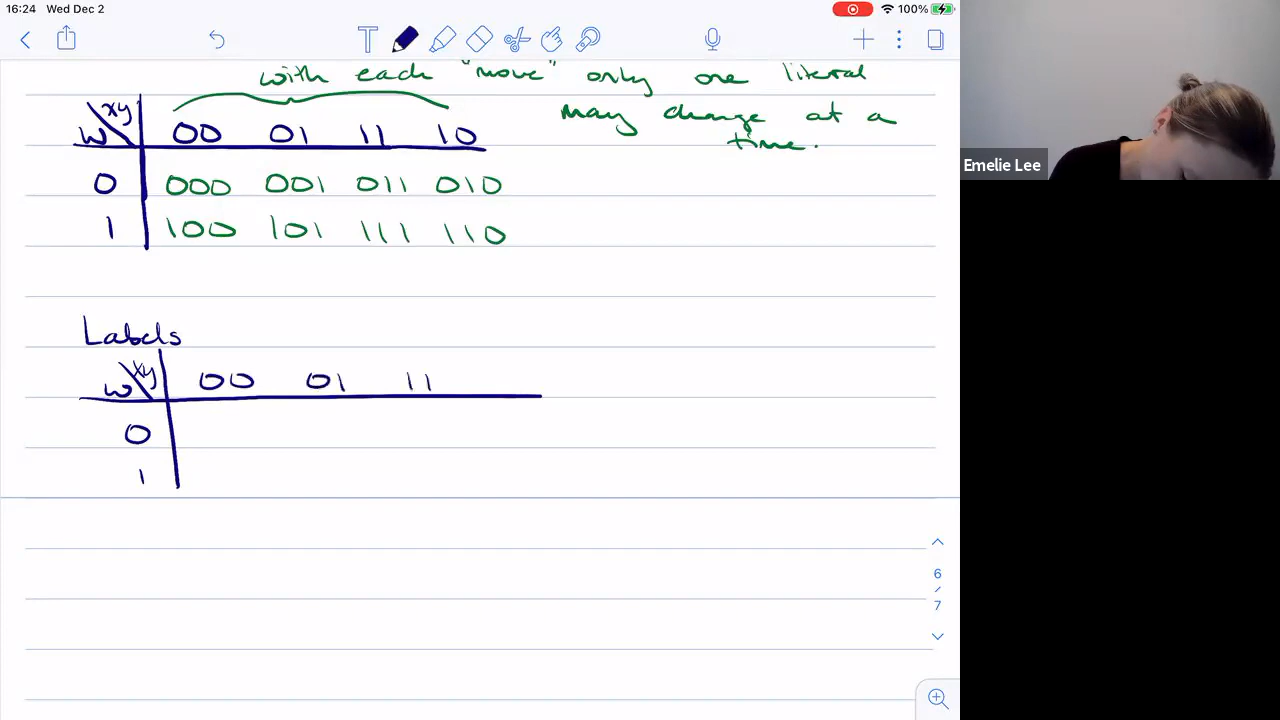 16:24 Wed Dec 2
100%
with each "move" only one literal
may change at a
time.
w xy 00 01 11 10
0 000 001 011 010
1 100 101 111 110
Labels
w xy 00 01 11
0
1
Emelie Lee
6
7